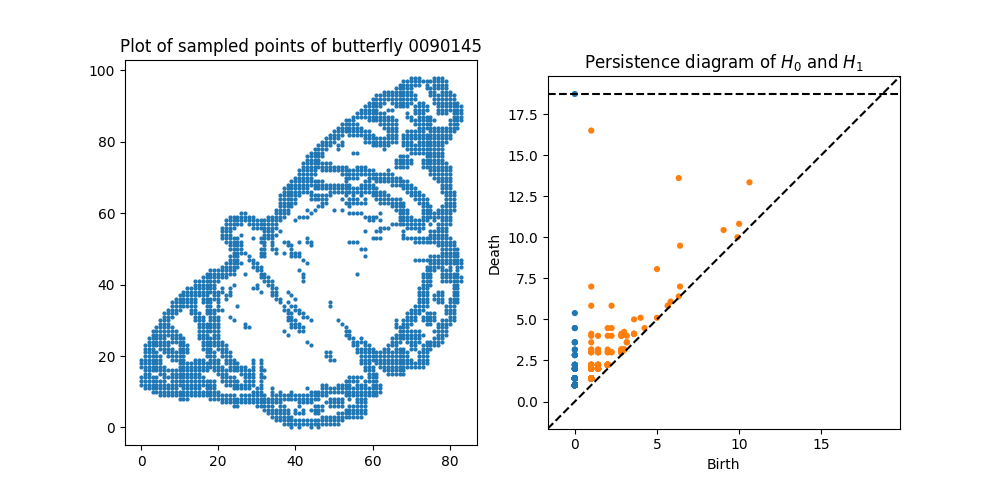 Plot of sampled points of butterfly 0090145
100
80
60
40
20
0
0 20 40 60 80
Persistence diagram of H₀ and H₁
17.5
15.0
12.5
10.0
7.5
5.0
2.5
0.0
Death
0 5 10 15
Birth